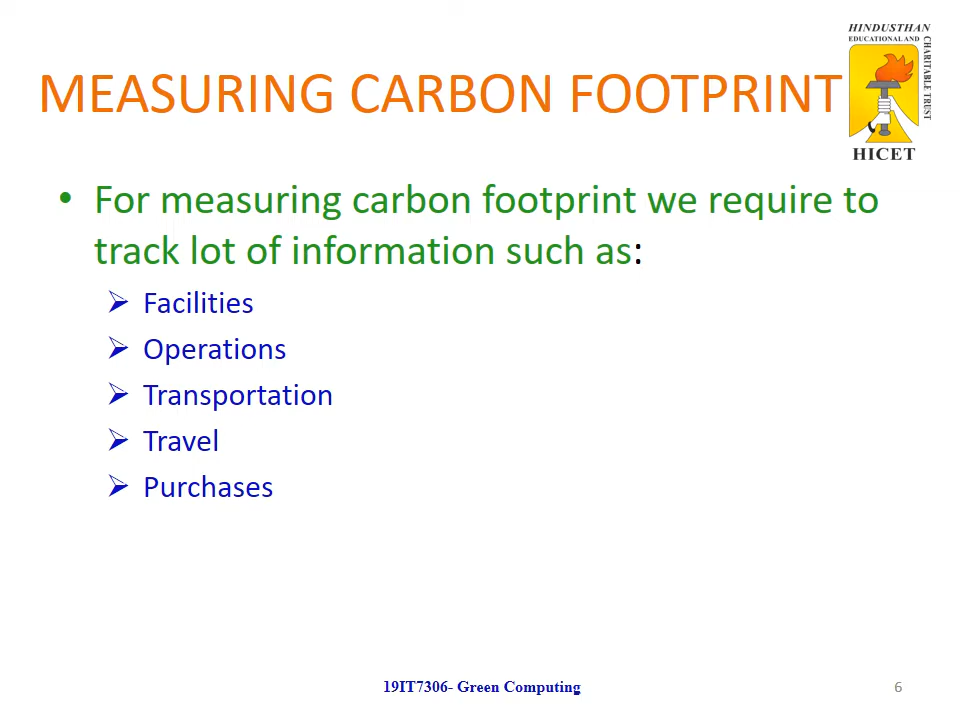 HINDUSTHAN
EDUCATIONAL AND
CHARITABLE TRUST
HICET
MEASURING CARBON FOOTPRINT
• For measuring carbon footprint we require to
track lot of information such as:
➢ Facilities
➢ Operations
➢ Transportation
➢ Travel
➢ Purchases
19IT7306- Green Computing
6